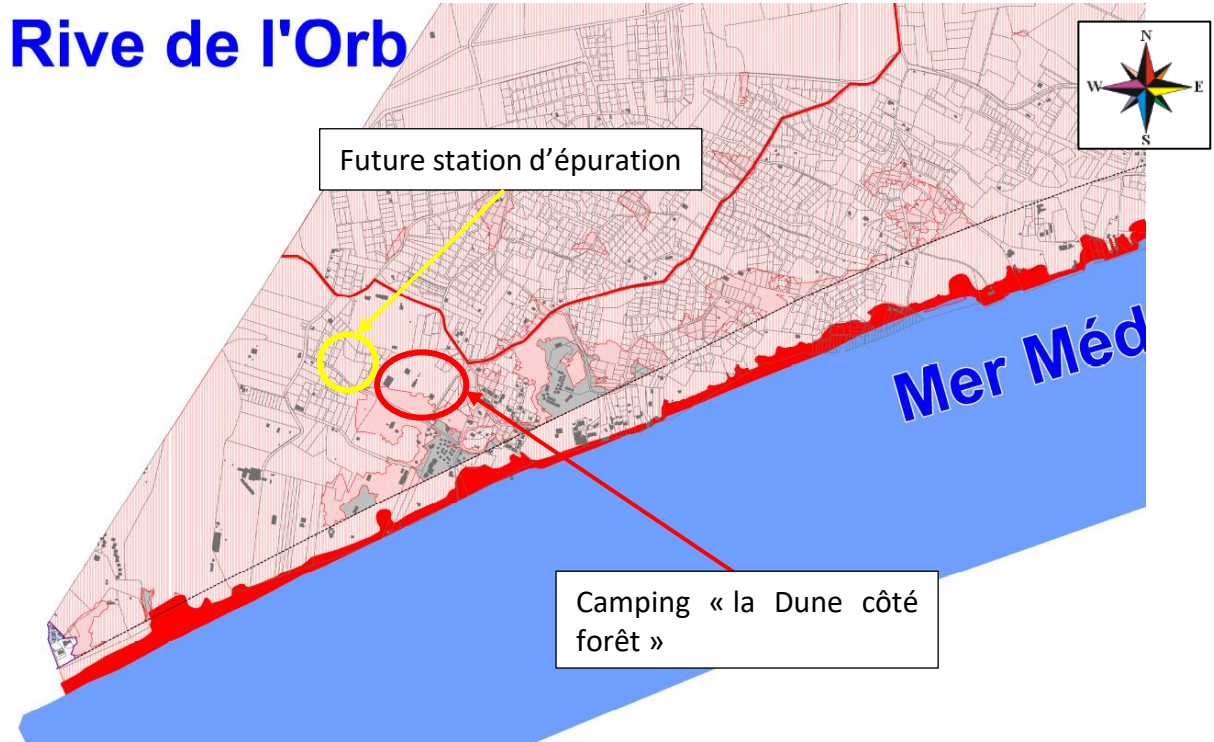 Rive de l'Orb
N
W
E
S
Future station d’épuration
Mer Méd
Camping « la Dune côté
forêt »